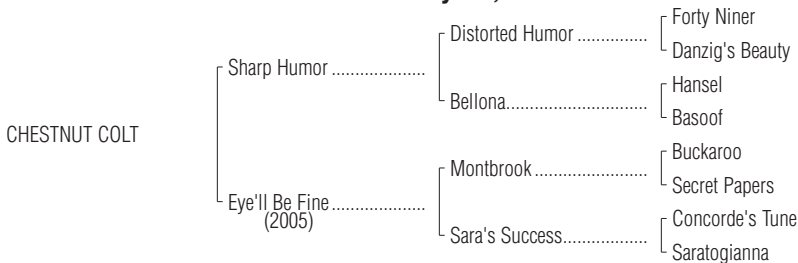 Forty Niner
Distorted Humor ...............
Danzig's Beauty
Sharp Humor ....................
Hansel
Bellona.............................
Basoof
CHESTNUT COLT
Buckaroo
Montbrook ........................
Secret Papers
Eye'll Be Fine ....................
(2005)
Concorde's Tune
Sara's Success..................
Saratogianna